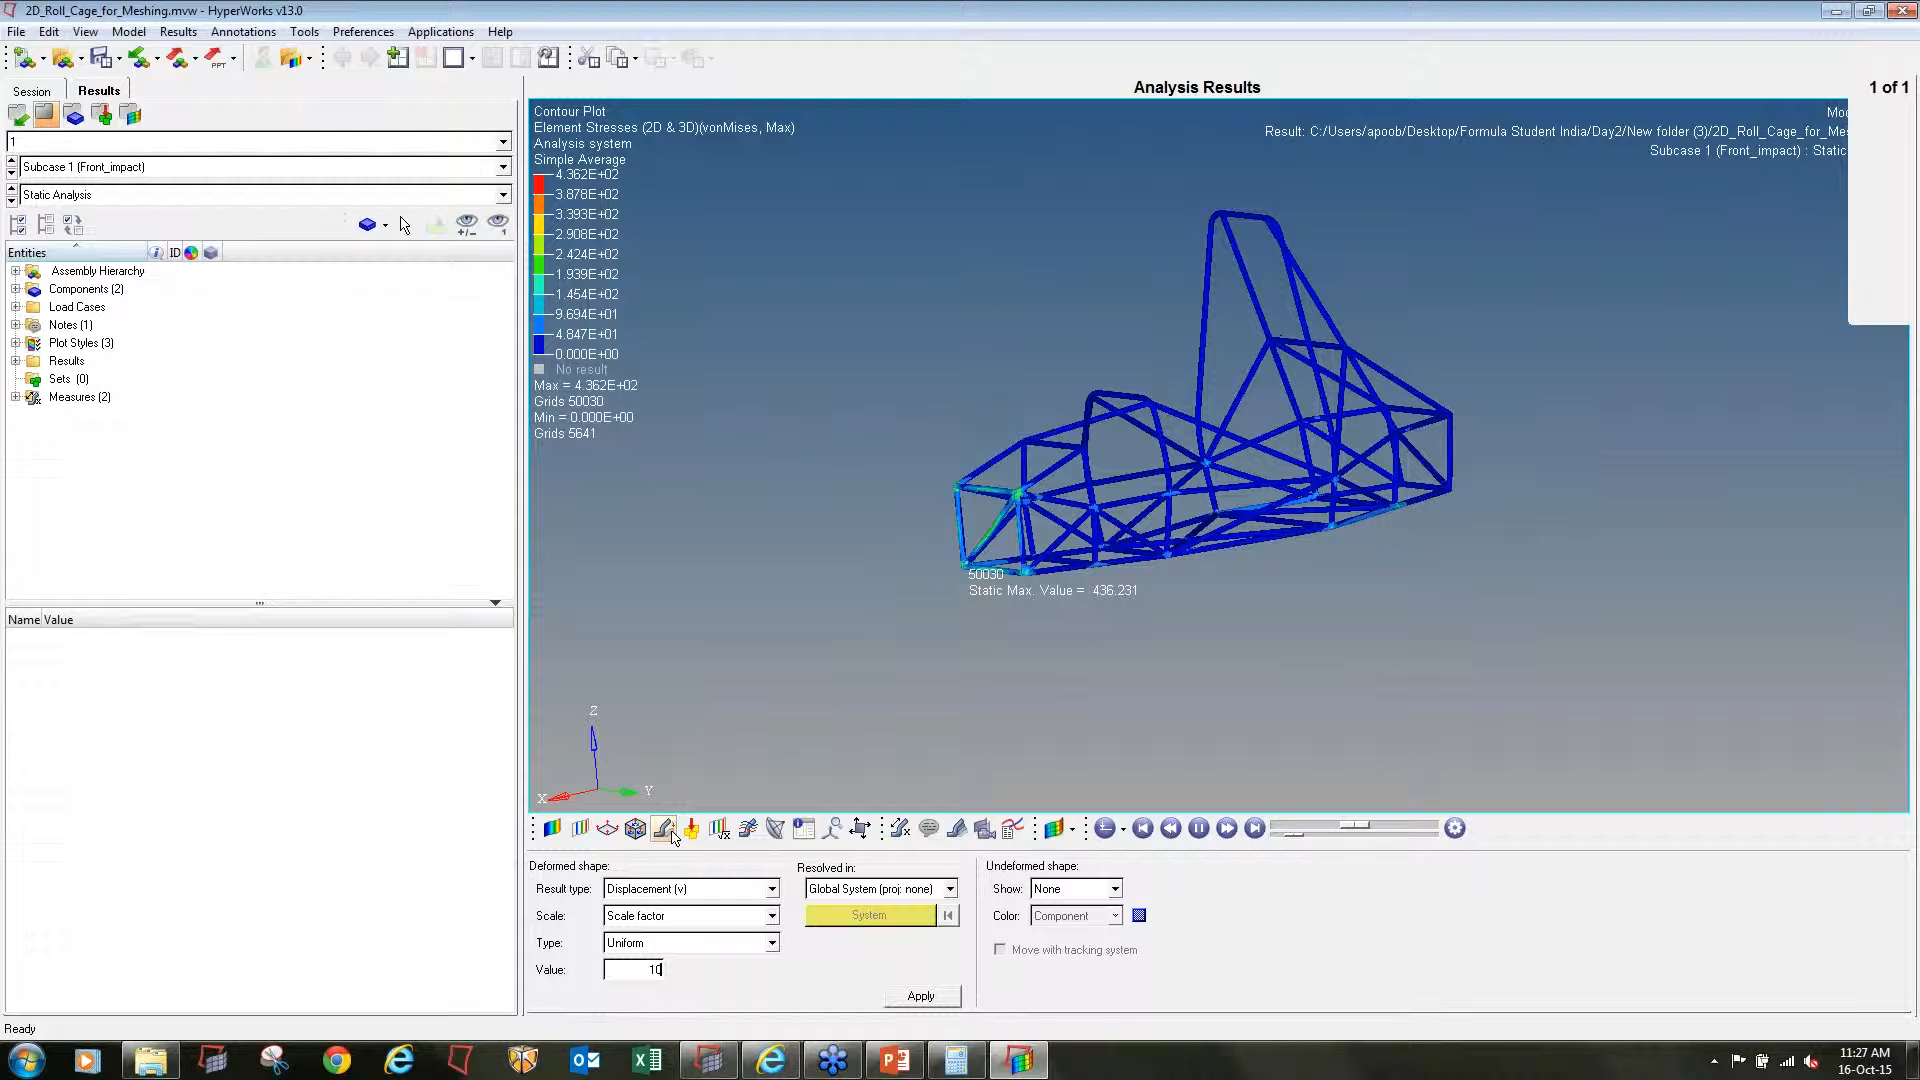 2D_Roll_Cage_for_Meshing.mvw - HyperWorks v13.0
File Edit View Model Results Annotations Tools Preferences Applications Help
Session Results
Analysis Results
1 of 1
1
Subcase 1 (Front_impact)
Static Analysis
Entities ID
Assembly Hierarchy
Components (2)
Load Cases
Notes (1)
Plot Styles (3)
Results
Sets (0)
Measures (2)
Name Value
Contour Plot
Element Stresses (2D & 3D)(vonMises, Max)
Analysis system
Simple Average
4.362E+02
3.878E+02
3.393E+02
2.908E+02
2.424E+02
1.939E+02
1.454E+02
9.694E+01
4.847E+01
0.000E+00
No result
Max = 4.362E+02
Grids 50030
Min = 0.000E+00
Grids 5641
Mo
Result: C:/Users/apoob/Desktop/Formula Student India/Day2/New folder (3)/2D_Roll_Cage_for_Me
Subcase 1 (Front_impact) : Static
50030
Static Max. Value = 436.231
Z
X
Y
Deformed shape:
Result type: Displacement (v)
Scale: Scale factor
Type: Uniform
Value: 10
Apply
Resolved in:
Global System (proj: none)
System
Undeformed shape:
Show: None
Color: Component
Move with tracking system
Ready
11:27 AM
16-Oct-15